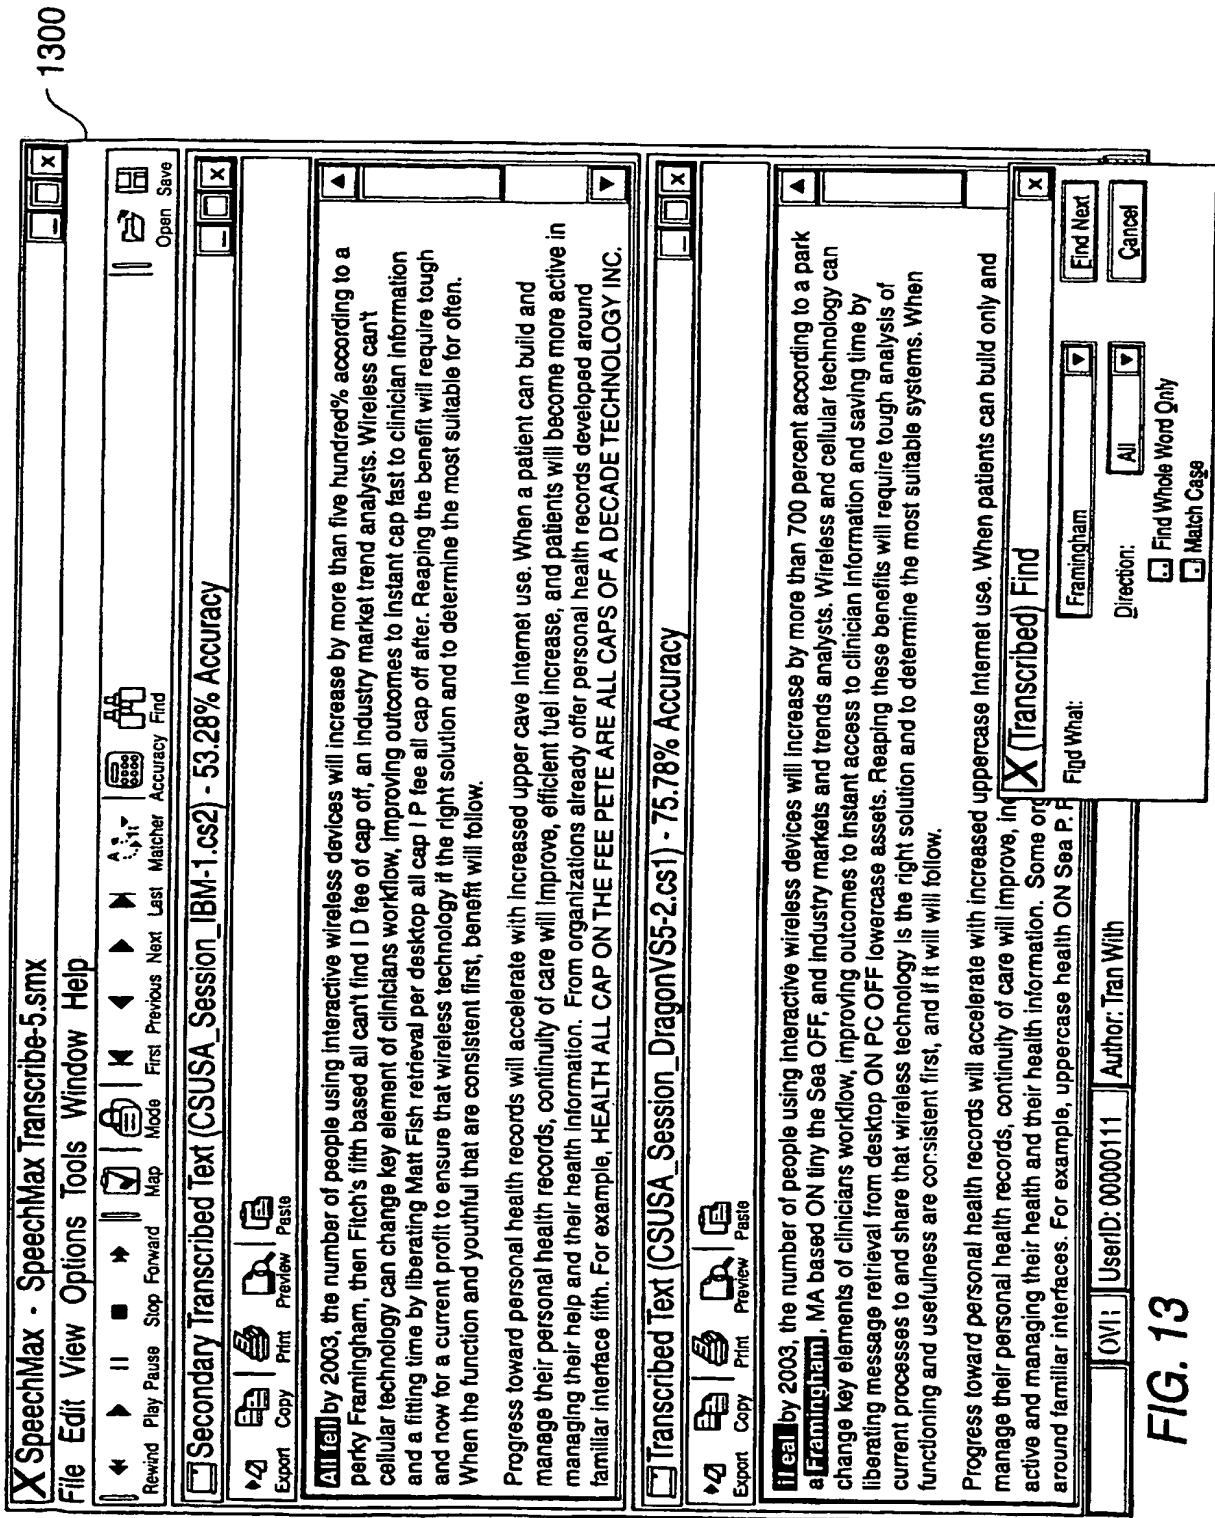 1300
X SpeechMax - SpeechMax Transcribe-5.smx
File Edit View Options Tools Window Help
Rewind Play Pause Stop Forward Map Mode First Previous Next Last Matcher Accuracy Find Open Save
Secondary Transcribed Text (CSUSA_Session_IBM-1.cs2) - 53.28% Accuracy
Export Copy Print Preview Paste
All fell by 2003, the number of people using interactive wireless devices will increase by more than five hundred% according to a
perky Framingham, then Fitch's fifth based all can't find I D fee of cap off, an industry market trend analysts. Wireless can't
cellular technology can change key element of clinicians workflow, improving outcomes to instant cap fast to clinician information
and a fitting time by liberating Matt Fish retrieval per desktop all cap I P fee all cap off after. Reaping the benefit will require tough
and now for a current profit to ensure that wireless technology if the right solution and to determine the most suitable for often.
When the function and youthful that are consistent first, benefit will follow.
Progress toward personal health records will accelerate with increased upper cave Internet use. When a patient can build and
manage their personal health records, continuity of care will improve, efficient fuel increase, and patients will become more active in
managing their help and their health information. From organizations already offer personal health records developed around
familiar interface fifth. For example, HEALTH ALL CAP ON THE FEE PETE ARE ALL CAPS OF A DECADE TECHNOLOGY INC.
Transcribed Text (CSUSA_Session_DragonVS5-2.cs1) - 75.78% Accuracy
Export Copy Print Preview Paste
by 2003, the number of people using interactive wireless devices will increase by more than 700 percent according to a park
a Framingham, MA based ON tiny the Sea OFF, and industry markets and trends analysts. Wireless and cellular technology can
change key elements of clinicians workflow, improving outcomes to instant access to clinician information and saving time by
liberating message retrieval from desktop ON PC OFF lowercase assets. Reaping these benefits will require tough analysis of
current processes to and share that wireless technology is the right solution and to determine the most suitable systems. When
functioning and usefulness are consistent first, and if it will follow.
Progress toward personal health records will accelerate with increased uppercase Internet use. When patients can build only and
manage their personal health records, continuity of care will improve, in
active and managing their health and their health information. Some org
around familiar interfaces. For example, uppercase health ON Sea P.
X (Transcribed) Find
Find What: Framingham Find Next
Direction: All Cancel
Find Whole Word Only
Match Case
UserID: 00000111 Author: Tran With
FIG. 13